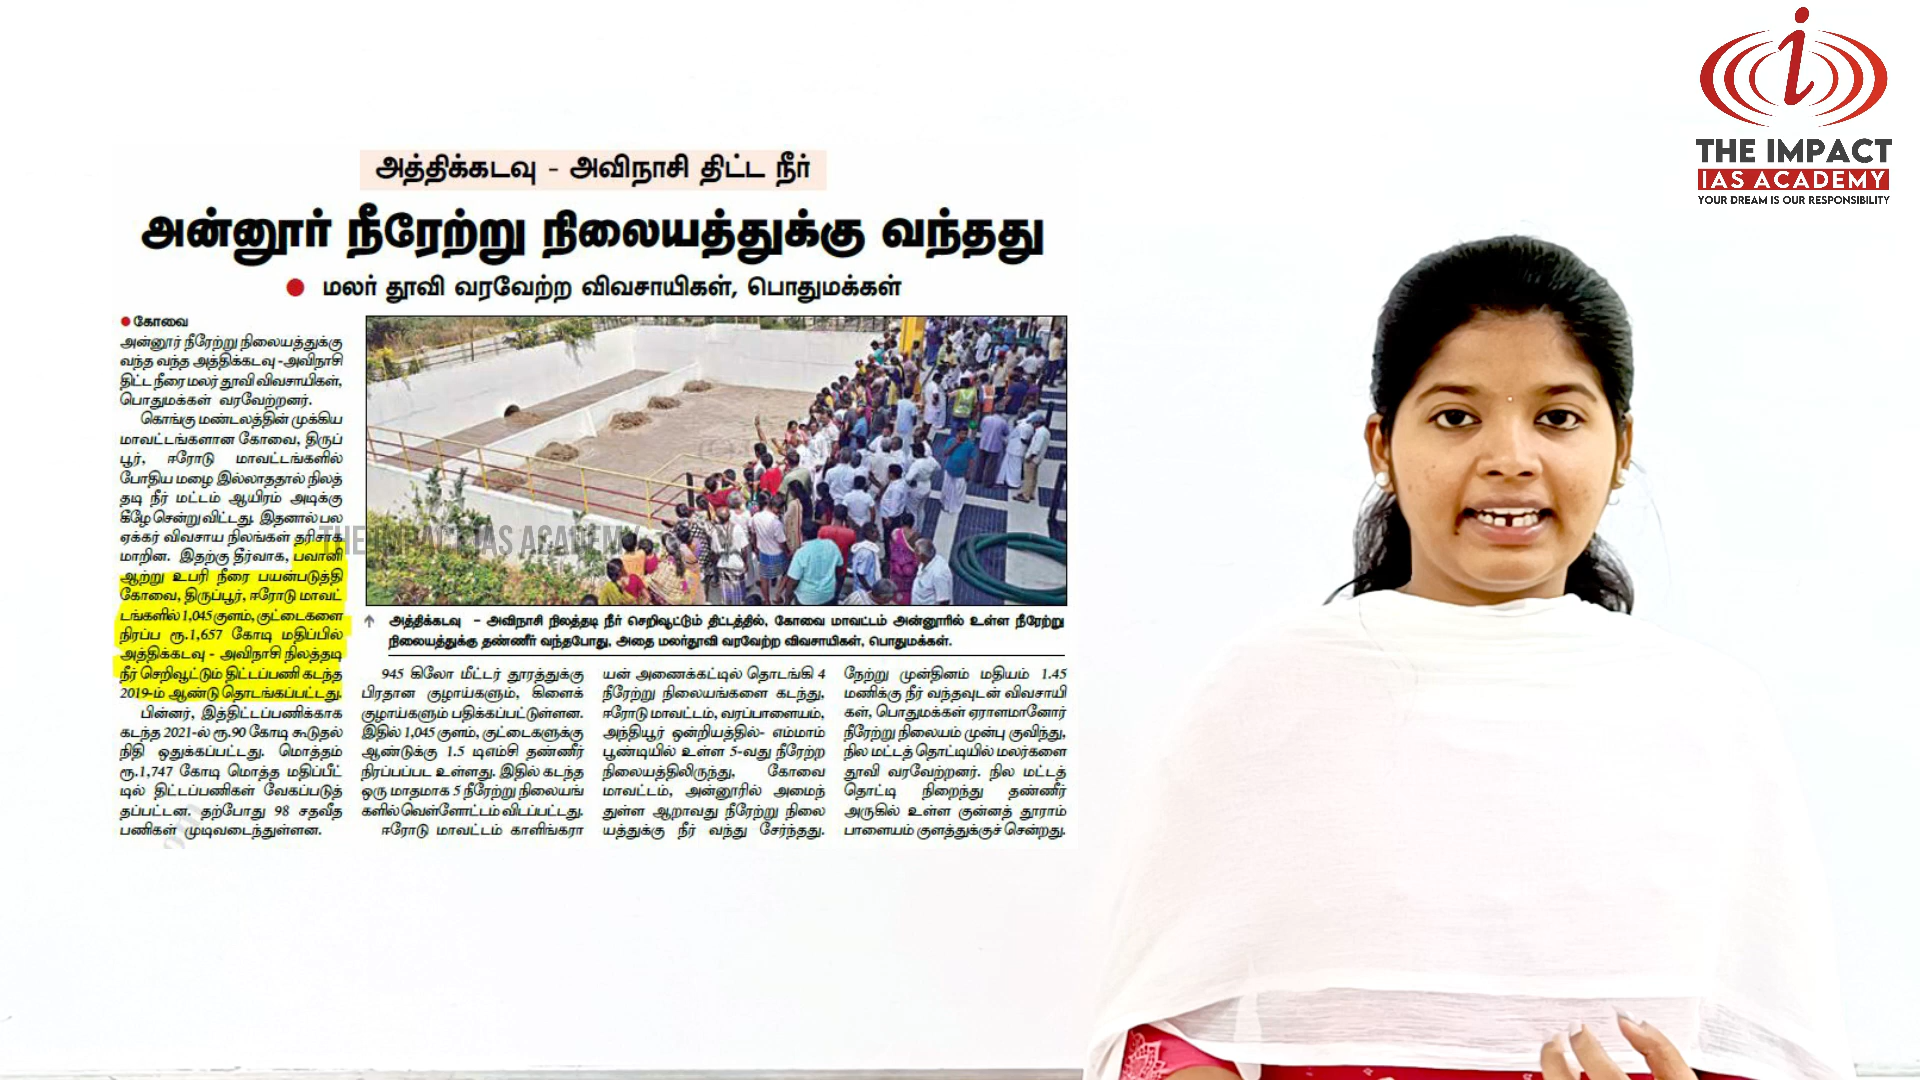 THE IMPACT
IAS ACADEMY
YOUR DREAM IS OUR RESPONSIBILITY
அத்திக்கடவு - அவிநாசி திட்ட நீர்
அன்னூர் நீரேற்று நிலையத்துக்கு வந்தது
● மலர் தூவி வரவேற்ற விவசாயிகள், பொதுமக்கள்
● கோவை
அன்னூர் நீரேற்று நிலையத்துக்கு
வந்த வந்த அத்திக்கடவு -அவிநாசி
திட்ட நீரை மலர் தூவி விவசாயிகள்,
பொதுமக்கள் வரவேற்றனர்.
கொங்கு மண்டலத்தின் முக்கிய
மாவட்டங்களான கோவை, திருப்
பூர், ஈரோடு மாவட்டங்களில்
போதிய மழை இல்லாததால் நிலத்
தடி நீர் மட்டம் ஆயிரம் அடிக்கு
கீழே சென்று விட்டது. இதனால் பல
ஏக்கர் விவசாய நிலங்கள் தரிசாக
மாறின. இதற்கு தீர்வாக, பவானி
ஆற்று உபரி நீரை பயன்படுத்தி
கோவை, திருப்பூர், ஈரோடு மாவட்
டங்களில் 1,045 குளம், குட்டைகளை
நிரப்ப ரூ.1,657 கோடி மதிப்பில்
அத்திக்கடவு - அவிநாசி நிலத்தடி
நீர் செறிவூட்டும் திட்டப்பணி கடந்த
2019-ம் ஆண்டு தொடங்கப்பட்டது.
பின்னர், இத்திட்டப்பணிக்காக
கடந்த 2021-ல் ரூ.90 கோடி கூடுதல்
நிதி ஒதுக்கப்பட்டது. மொத்தம்
ரூ.1,747 கோடி மொத்த மதிப்பீட்
டில் திட்டப்பணிகள் வேகப்படுத்
தப்பட்டன. தற்போது 98 சதவீத
பணிகள் முடிவடைந்துள்ளன.
THE IMPACT IAS ACADEMY
அத்திக்கடவு - அவிநாசி நிலத்தடி நீர் செறிவூட்டும் திட்டத்தில், கோவை மாவட்டம் அன்னூரில் உள்ள நீரேற்று
நிலையத்துக்கு தண்ணீர் வந்தபோது, அதை மலர்தூவி வரவேற்ற விவசாயிகள், பொதுமக்கள்.
945 கிலோ மீட்டர் தூரத்துக்கு
பிரதான குழாய்களும், கிளைக்
குழாய்களும் பதிக்கப்பட்டுள்ளன.
இதில் 1,045 குளம், குட்டைகளுக்கு
ஆண்டுக்கு 1.5 டிஎம்சி தண்ணீர்
நிரப்பப்பட உள்ளது. இதில் கடந்த
ஒரு மாதமாக 5 நீரேற்று நிலையங்
களில் வெள்ளோட்டம் விடப்பட்டது.
ஈரோடு மாவட்டம் காளிங்கரா
யன் அணைக்கட்டில் தொடங்கி 4
நீரேற்று நிலையங்களை கடந்து,
ஈரோடு மாவட்டம், வரப்பாளையம்,
அந்தியூர் ஒன்றியத்தில்- எம்மாம்
பூண்டியில் உள்ள 5-வது நீரேற்ற
நிலையத்திலிருந்து, கோவை
மாவட்டம், அன்னூரில் அமைந்
துள்ள ஆறாவது நீரேற்று நிலை
யத்துக்கு நீர் வந்து சேர்ந்தது.
நேற்று முன்தினம் மதியம் 1.45
மணிக்கு நீர் வந்தவுடன் விவசாயி
கள், பொதுமக்கள் ஏராளமானோர்
நீரேற்று நிலையம் முன்பு குவிந்து,
நில மட்டத் தொட்டியில் மலர்களை
தூவி வரவேற்றனர். நில மட்டத்
தொட்டி நிறைந்து தண்ணீர்
அருகில் உள்ள குன்னத் தூராம்
பாளையம் குளத்துக்குச் சென்றது.